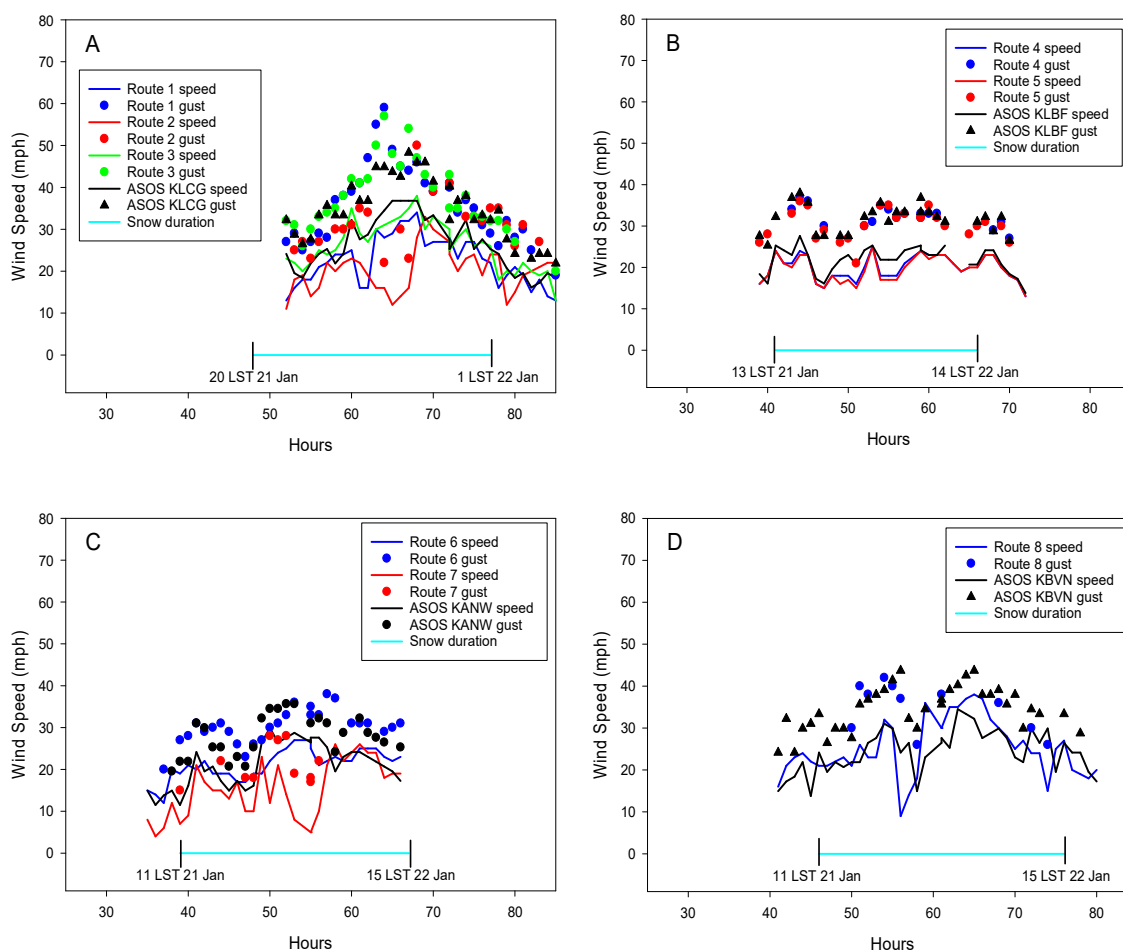 A
Route 1 speed
Route 1 gust
Route 2 speed
Route 2 gust
Route 3 speed
Route 3 gust
ASOS KLCG speed
ASOS KLCG gust
Snow duration
Wind Speed (mph)
80
70
60
50
40
30
20
10
0
20 LST 21 Jan
1 LST 22 Jan
30 40 50 60 70 80
Hours
B
Route 4 speed
Route 4 gust
Route 5 speed
Route 5 gust
ASOS KLBF speed
ASOS KLBF gust
Snow duration
Wind Speed (mph)
80
70
60
50
40
30
20
10
0
13 LST 21 Jan
14 LST 22 Jan
30 40 50 60 70 80
Hours
C
Route 6 speed
Route 6 gust
Route 7 speed
Route 7 gust
ASOS KANW speed
ASOS KANW gust
Snow duration
Wind Speed (mph)
80
70
60
50
40
30
20
10
0
11 LST 21 Jan
15 LST 22 Jan
30 40 50 60 70 80
Hours
D
Route 8 speed
Route 8 gust
ASOS KBVN speed
ASOS KBVN gust
Snow duration
Wind Speed (mph)
80
70
60
50
40
30
20
10
0
11 LST 21 Jan
15 LST 22 Jan
30 40 50 60 70 80
Hours